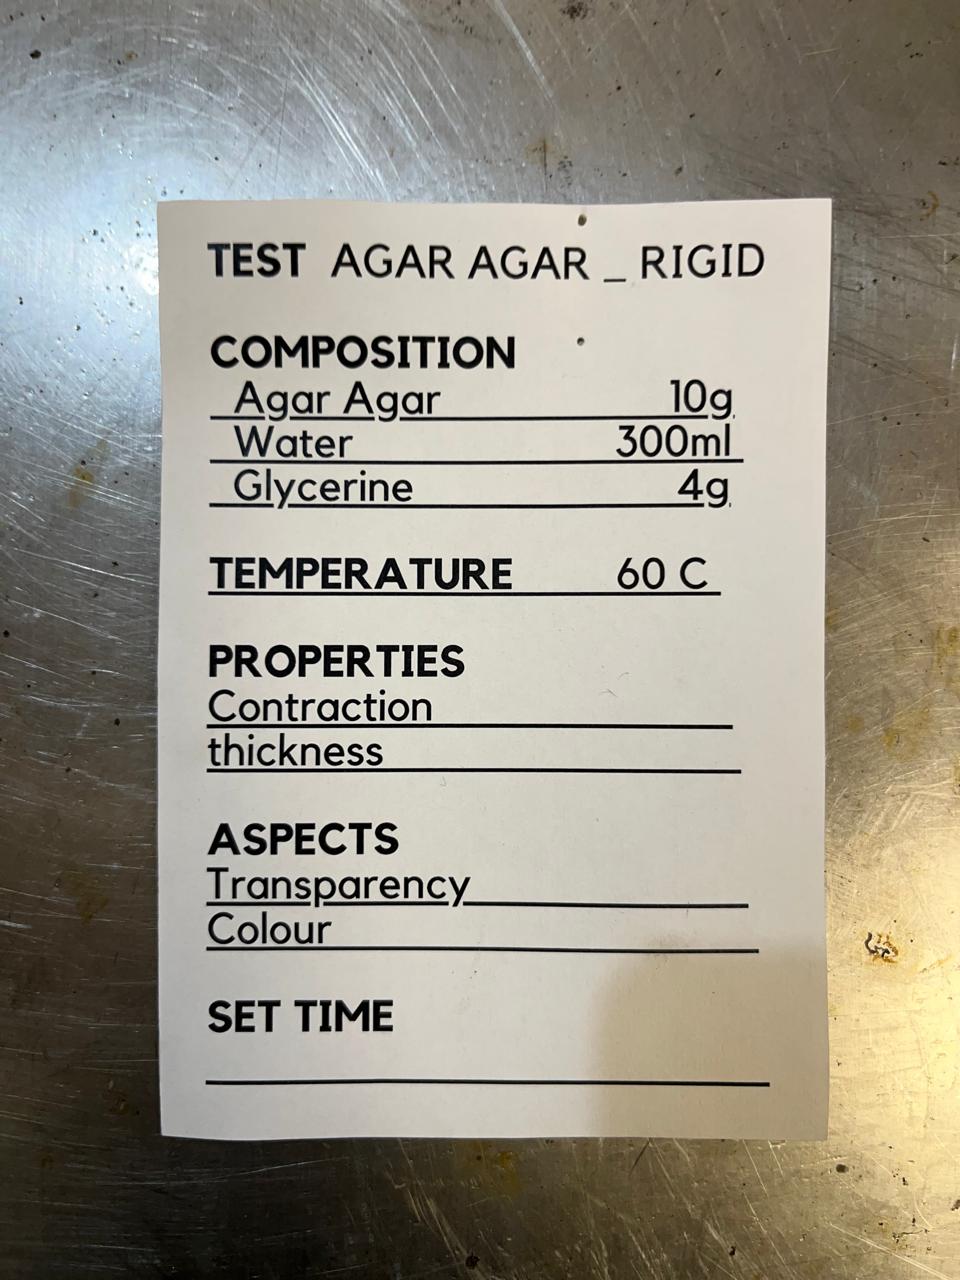 TEST AGAR AGAR _ RIGID
COMPOSITION
Agar Agar 10g
Water 300ml
Glycerine 4g
TEMPERATURE 60 C
PROPERTIES
Contraction
thickness
ASPECTS
Transparency
Colour
SET TIME